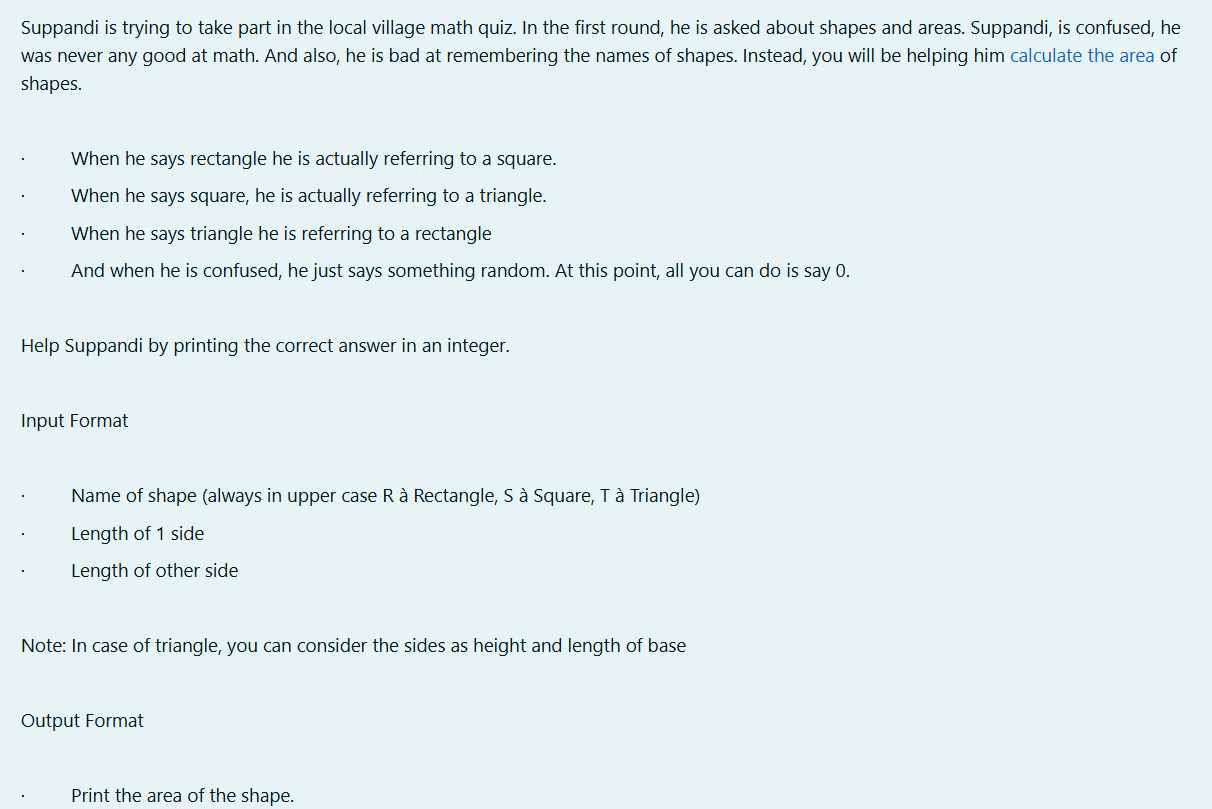 Suppandi is trying to take part in the local village math quiz. In the first round, he is asked about shapes and areas. Suppandi, is confused, he
was never any good at math. And also, he is bad at remembering the names of shapes. Instead, you will be helping him calculate the area of
shapes.
· When he says rectangle he is actually referring to a square.
· When he says square, he is actually referring to a triangle.
· When he says triangle he is referring to a rectangle
· And when he is confused, he just says something random. At this point, all you can do is say 0.
Help Suppandi by printing the correct answer in an integer.
Input Format
· Name of shape (always in upper case R à Rectangle, S à Square, T à Triangle)
· Length of 1 side
· Length of other side
Note: In case of triangle, you can consider the sides as height and length of base
Output Format
· Print the area of the shape.